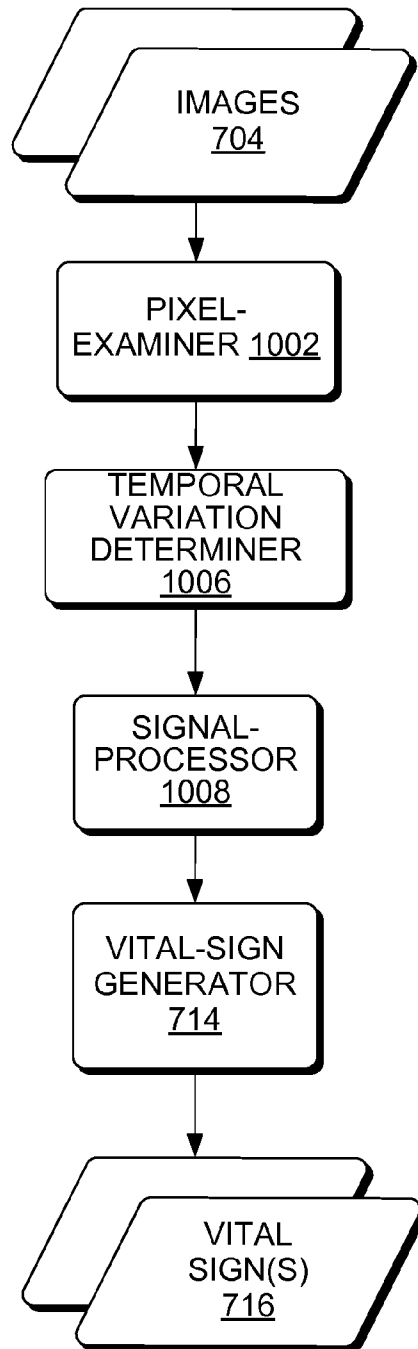 IMAGES
704
PIXEL-
EXAMINER 1002
TEMPORAL
VARIATION
DETERMINER
1006
SIGNAL-
PROCESSOR
1008
VITAL-SIGN
GENERATOR
714
VITAL
SIGN(S)
716